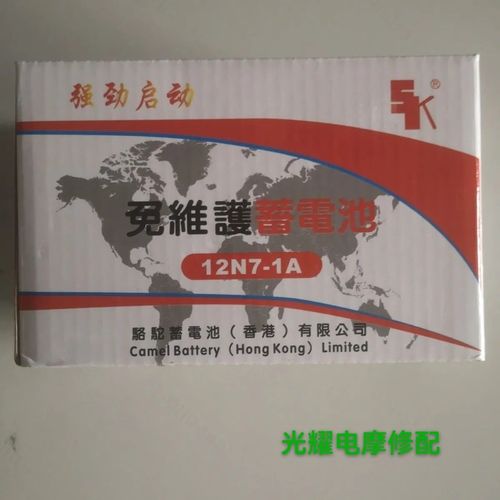 强劲启动
SK®
免維護蓄電池
12N7-1A
駱駝蓄電池（香港）有限公司
Camel Battery（Hong Kong）Limited
光耀电摩修配